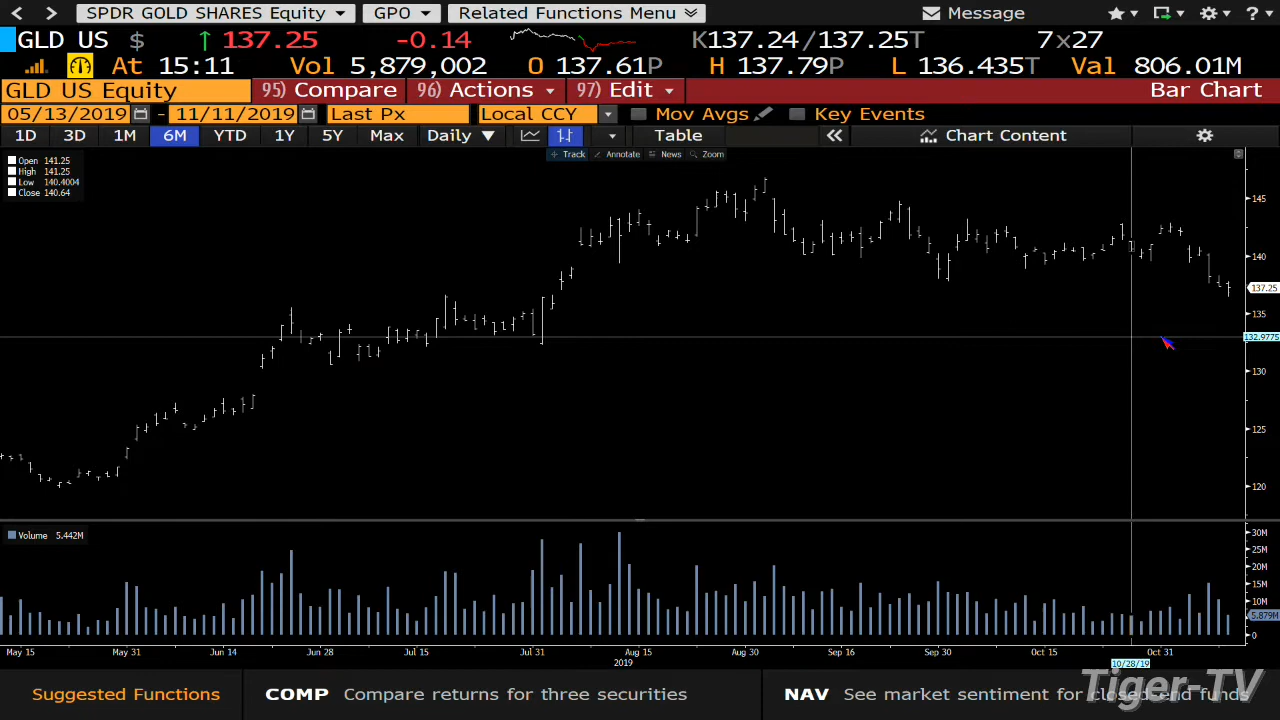 SPDR GOLD SHARES Equity GPO Related Functions Menu Message
GLD US $ ↑ 137.25 -0.14 K137.24/137.25T 7x27
At 15:11 Vol 5,879,002 O 137.61P H 137.79P L 136.435T Val 806.01M
GLD US Equity 95) Compare 96) Actions 97) Edit Bar Chart
05/13/2019 - 11/11/2019 Last Px Local CCY Mov Avgs Key Events
1D 3D 1M 6M YTD 1Y 5Y Max Daily ▼ Table « Chart Content
Track Annotate News Zoom
Open 141.25
High 141.25
Low 140.4004
Close 140.64
145
140
137.25
135
132.9775
130
125
120
Volume 5.442M
30M
25M
20M
15M
10M
5.879M
0
May 15 May 31 Jun 14 Jun 28 Jul 15 Jul 31 Aug 15 Aug 30 Sep 16 Sep 30 Oct 15 Oct 31
2019 10/28/19
Suggested Functions COMP Compare returns for three securities NAV See market sentiment for closed-end funds
Tiger-TV